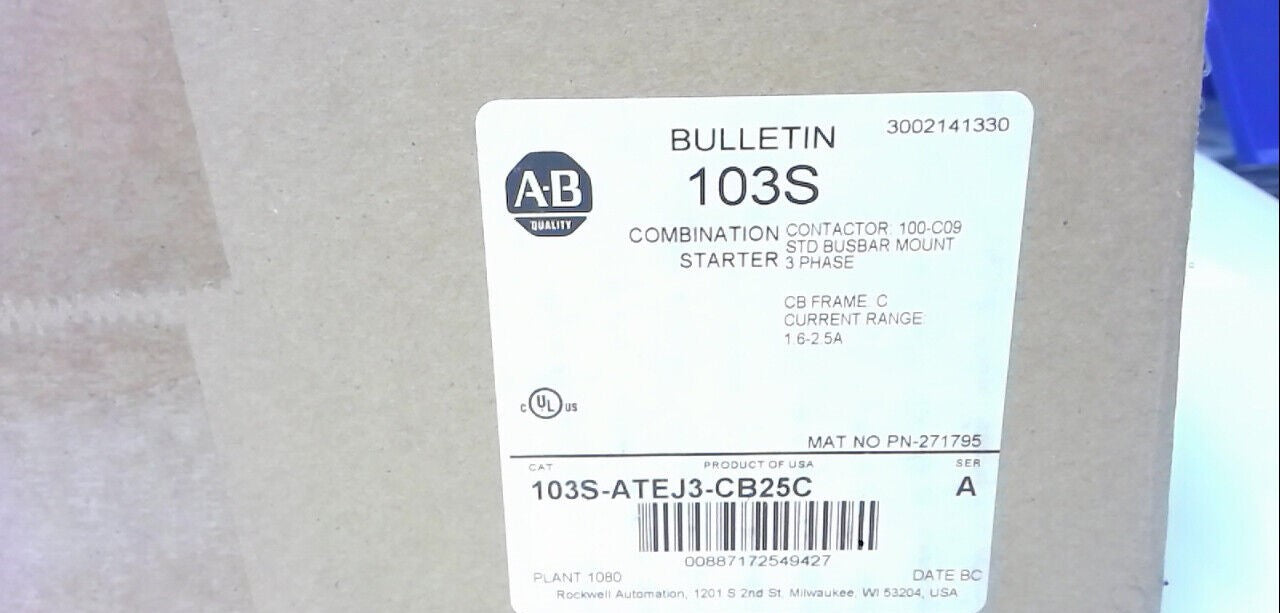 BULLETIN
3002141330
103S
A-B
QUALITY
COMBINATION
STARTER
CONTACTOR: 100-C09
STD BUSBAR MOUNT
3 PHASE
CB FRAME: C
CURRENT RANGE:
1.6-2.5A
C UL US
MAT NO PN-271795
CAT
PRODUCT OF USA
SER
103S-ATEJ3-CB25C
A
00887172549427
PLANT 1080
DATE BC
Rockwell Automation, 1201 S 2nd St. Milwaukee, WI 53204, USA